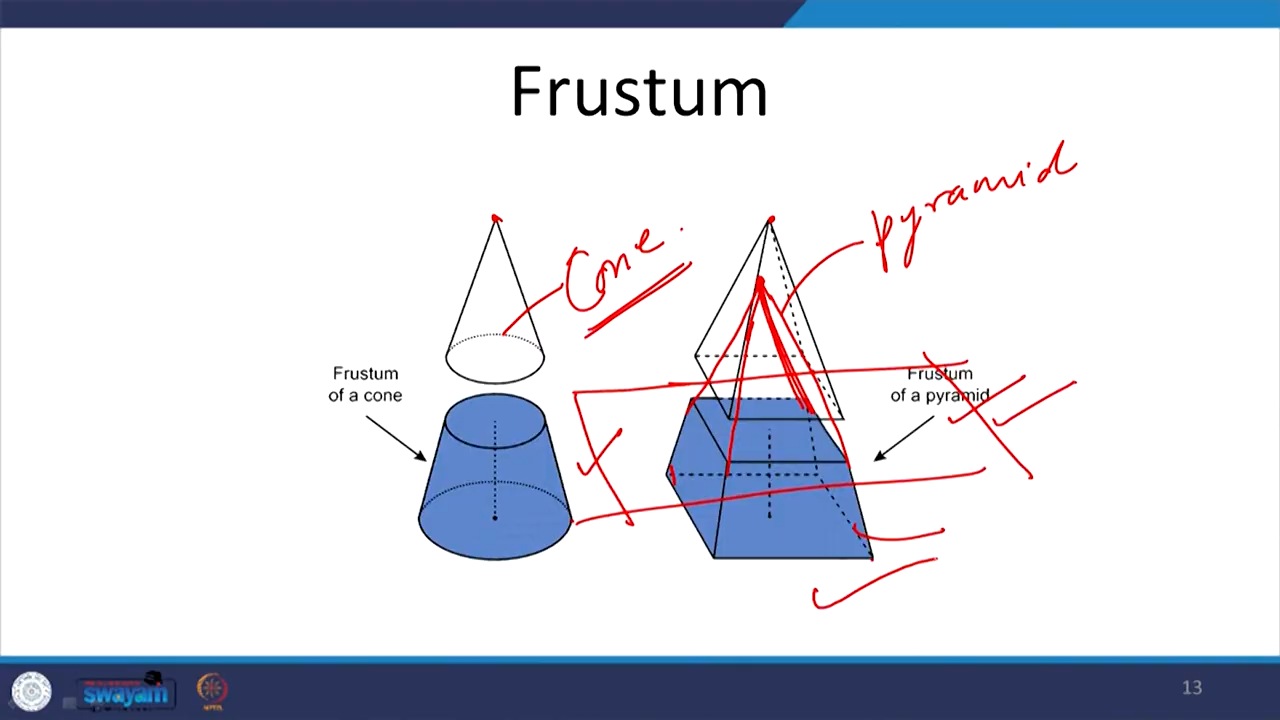 Frustum
pyramid
Cone.
Frustum
of a cone
Frustum
of a pyramid
swayam
13